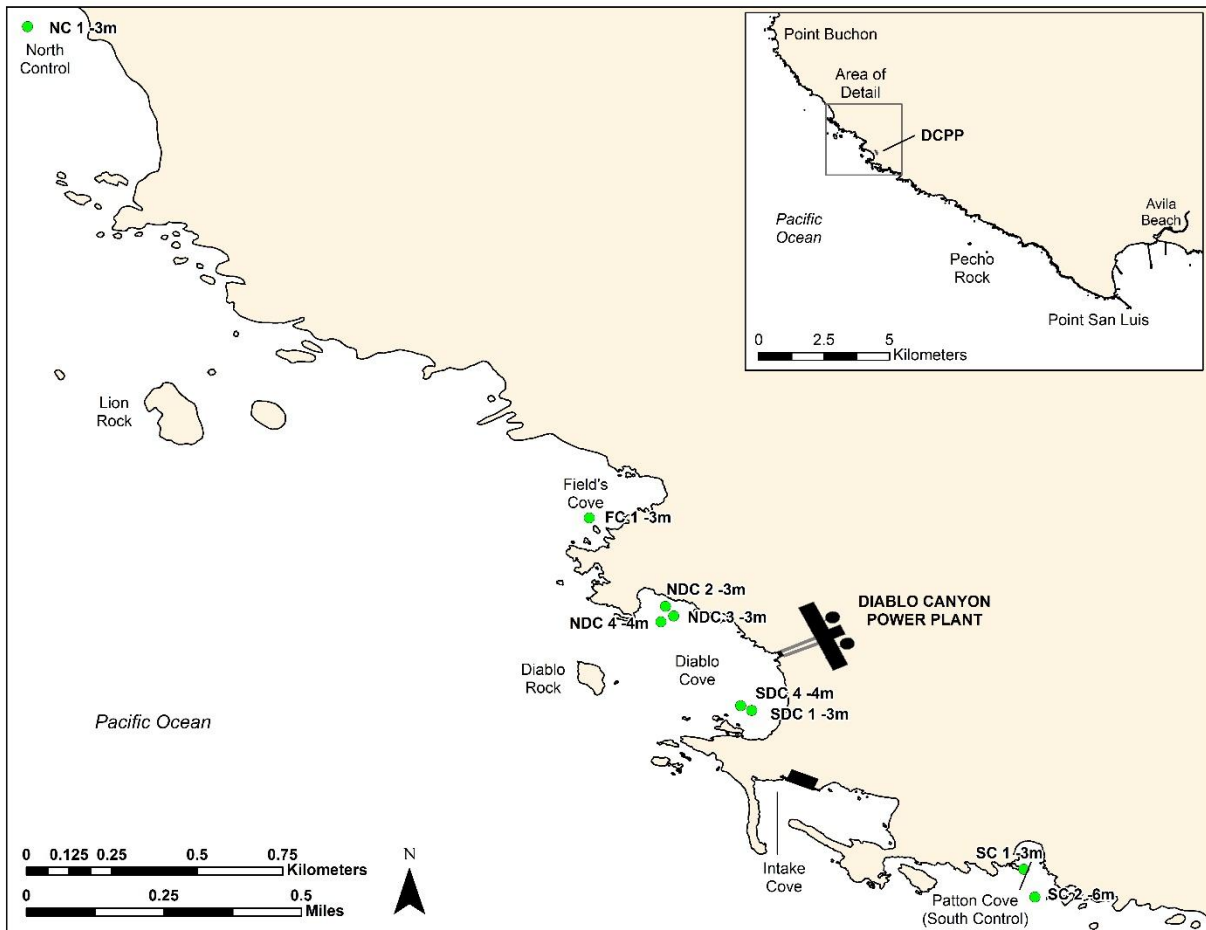 NC 1 -3m
North
Control
Point Buchon
Area of
Detail
DCPP
Pacific
Ocean
Avila
Beach
Pecho
Rock
Point San Luis
0 2.5 5
Kilometers
Lion
Rock
Field's
Cove
FC 1 -3m
NDC 2 -3m
NDC 3 -3m
NDC 4 -4m
DIABLO CANYON
POWER PLANT
Diablo
Rock
Diablo
Cove
SDC 4 -4m
SDC 1 -3m
Pacific Ocean
Intake
Cove
SC 1 -3m
SC 2 -6m
Patton Cove
(South Control)
0 0.125 0.25 0.5 0.75
Kilometers
0 0.25 0.5
Miles
N